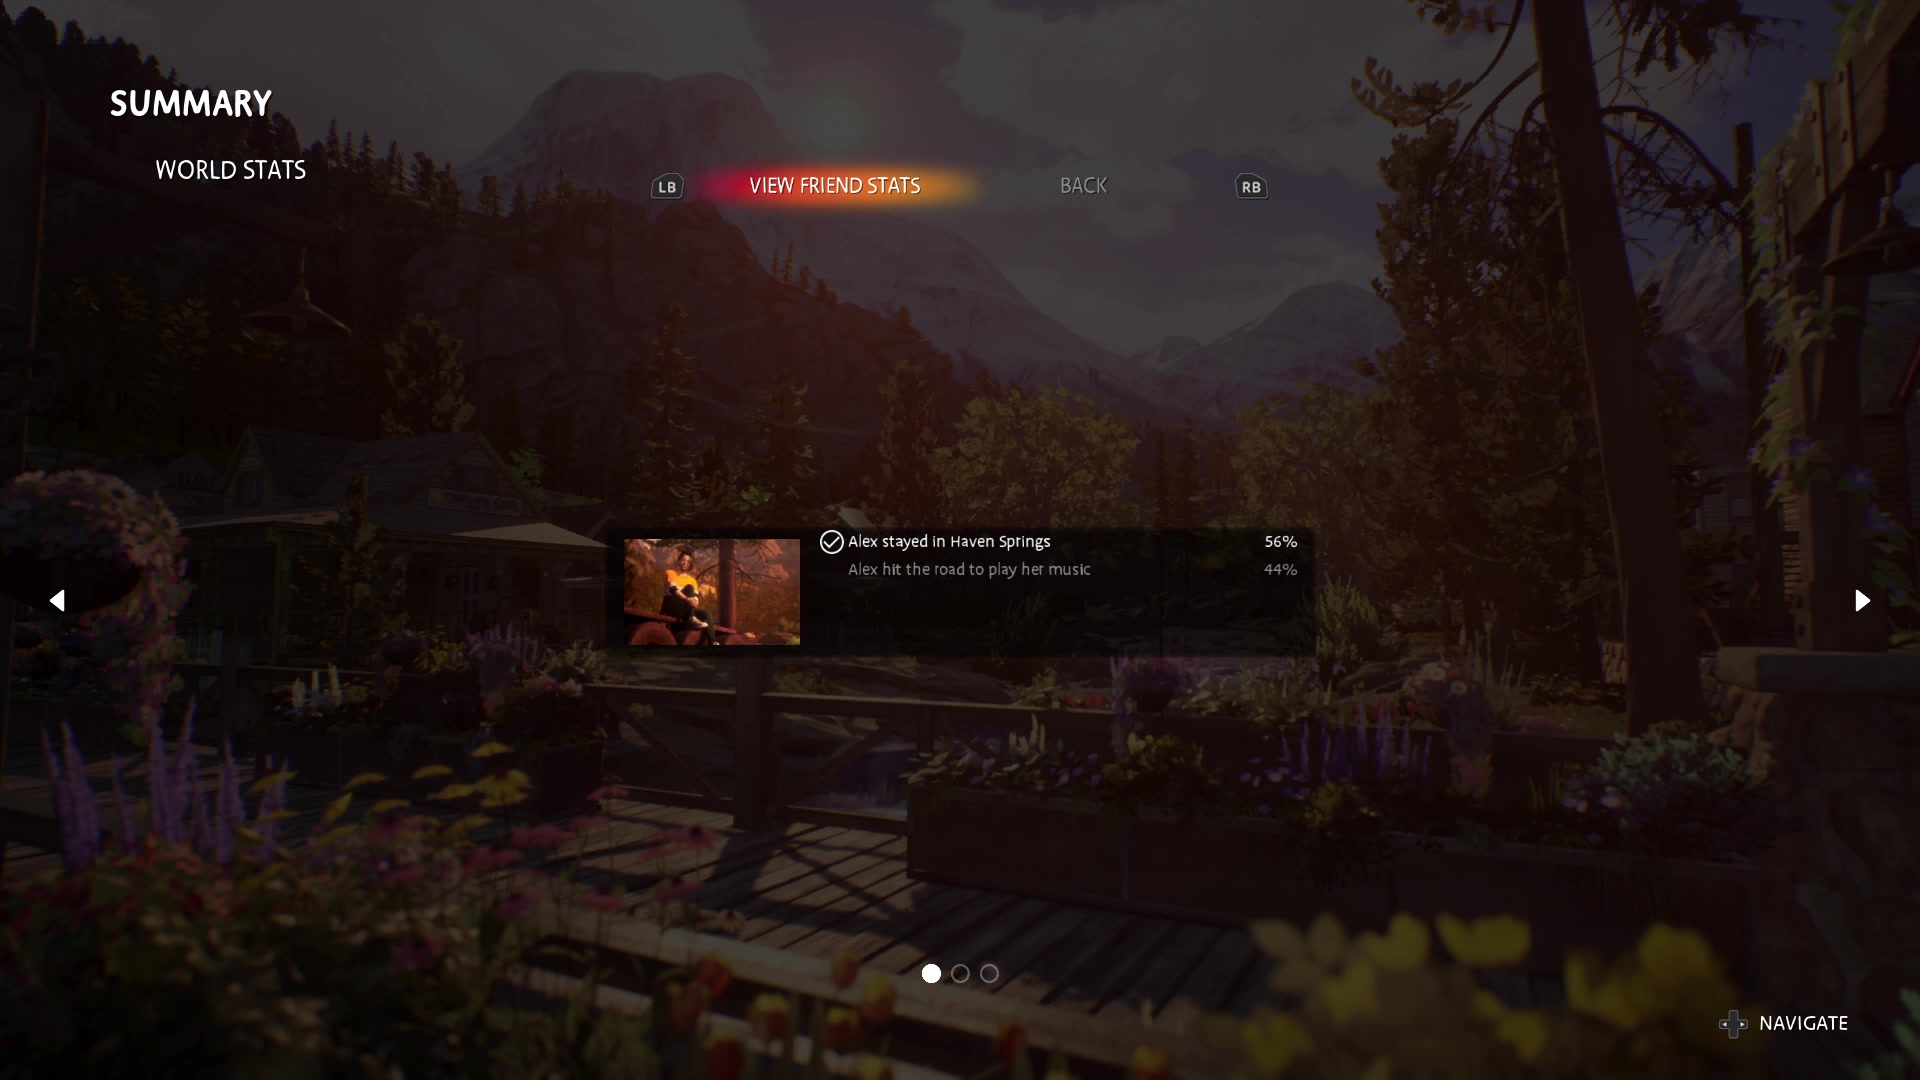 SUMMARY
WORLD STATS
LB VIEW FRIEND STATS BACK RB
Alex stayed in Haven Springs 56%
Alex hit the road to play her music 44%
NAVIGATE